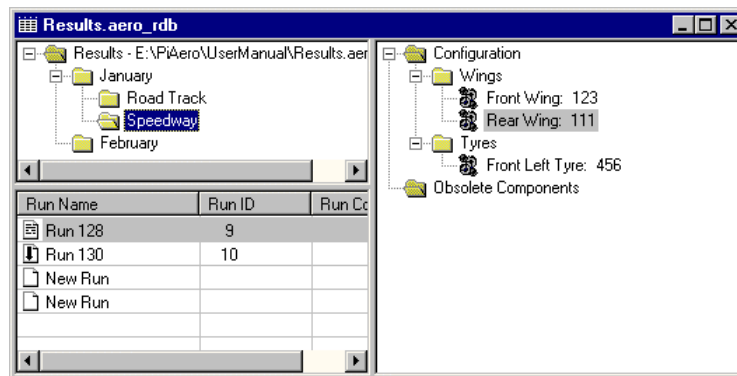 Results.aero_rdb
Results - E:\PiAero\UserManual\Results.aer
January
Road Track
Speedway
February
Run Name Run ID Run Co
Run 128 9
Run 130 10
New Run
New Run
Configuration
Wings
Front Wing: 123
Rear Wing: 111
Tyres
Front Left Tyre: 456
Obsolete Components